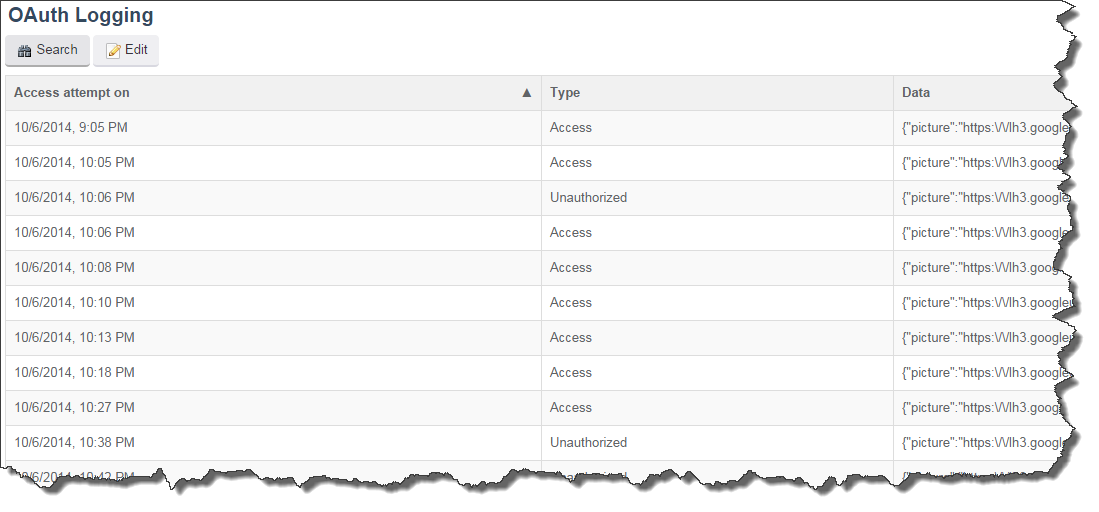 OAuth Logging
Search Edit
Access attempt on ▲ Type Data
10/6/2014, 9:05 PM Access {"picture":"https:\/\/lh3.google
10/6/2014, 10:05 PM Access {"picture":"https:\/\/lh3.goog
10/6/2014, 10:06 PM Unauthorized {"picture":"https:\/\/lh3.google
10/6/2014, 10:06 PM Access {"picture":"https:\/\/lh3.google
10/6/2014, 10:08 PM Access {"picture":"https:\/\/lh3.goog
10/6/2014, 10:10 PM Access {"picture":"https:\/\/lh3.google
10/6/2014, 10:13 PM Access {"picture":"https:\/\/lh3.google
10/6/2014, 10:18 PM Access {"picture":"https:\/\/lh3.google
10/6/2014, 10:27 PM Access {"picture":"https:\/\/lh3.goog
10/6/2014, 10:38 PM Unauthorized {"picture":"https:\/\/lh3.google